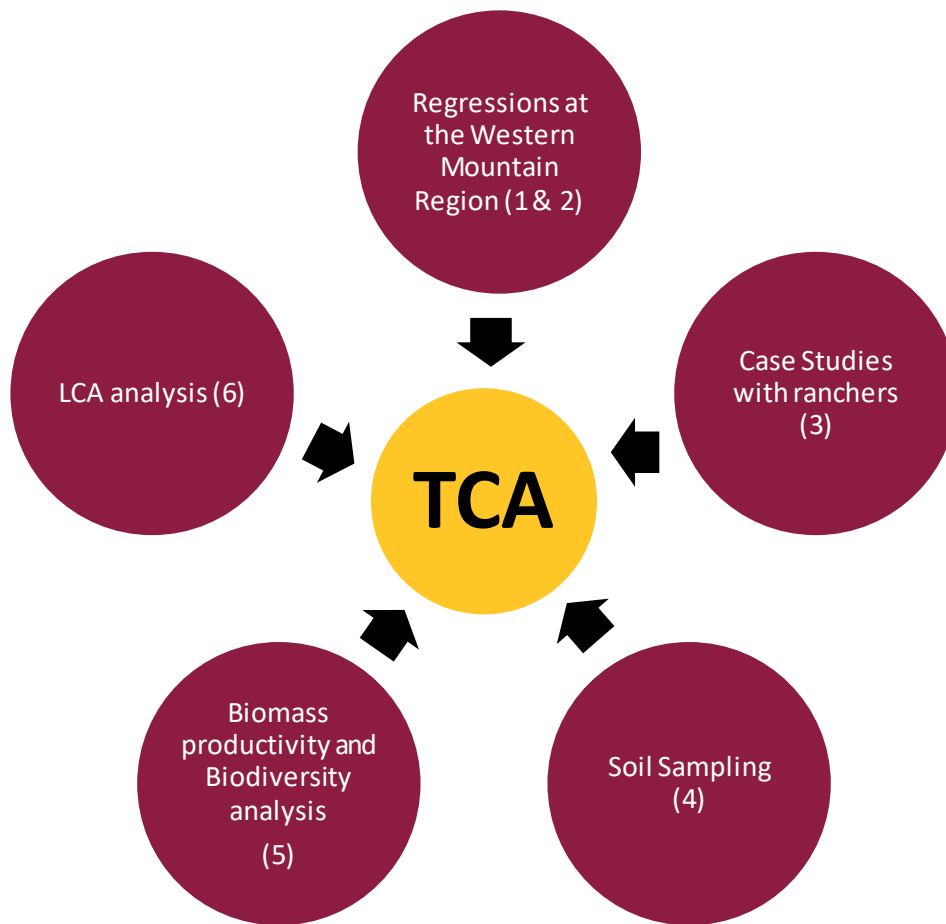 Regressions at
the Western
Mountain
Region (1 & 2)
Case Studies
with ranchers
(3)
Soil Sampling
(4)
Biomass
productivity and
Biodiversity
analysis
(5)
LCA analysis (6)
TCA